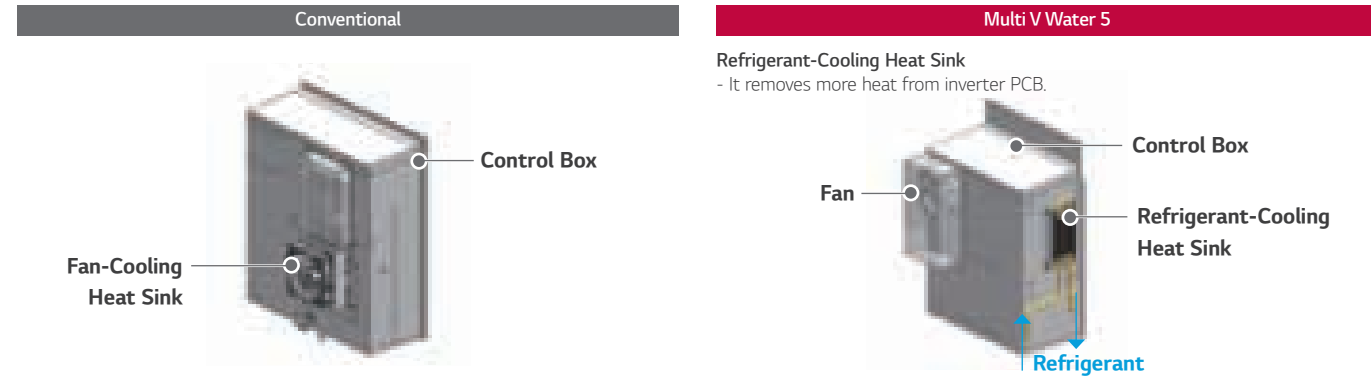 Conventional
Control Box
Fan-Cooling
Heat Sink
Multi V Water 5
Refrigerant-Cooling Heat Sink
- It removes more heat from inverter PCB.
Control Box
Fan
Refrigerant-Cooling
Heat Sink
Refrigerant